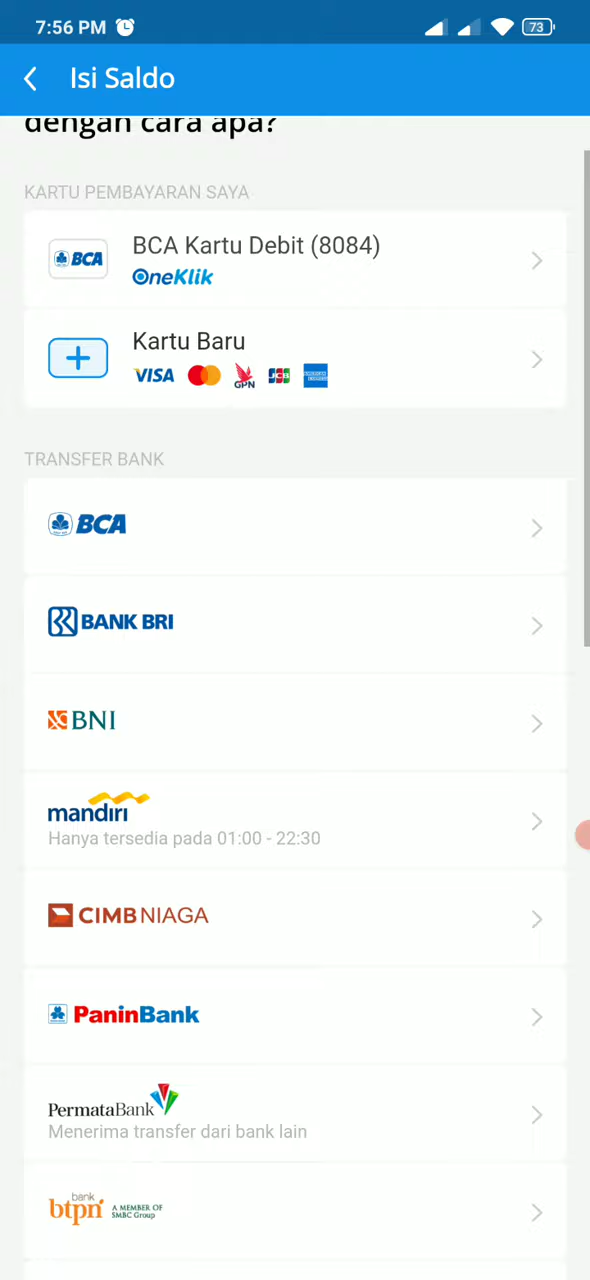 7:56 PM
73
Isi Saldo
dengan cara apa?
KARTU PEMBAYARAN SAYA
BCA
BCA Kartu Debit (8084)
OneKlik
Kartu Baru
VISA GPN JCB
TRANSFER BANK
BCA
BANK BRI
BNI
mandiri
Hanya tersedia pada 01:00 - 22:30
CIMB NIAGA
PaninBank
PermataBank
Menerima transfer dari bank lain
bank
btpn
A MEMBER OF
SMBC Group